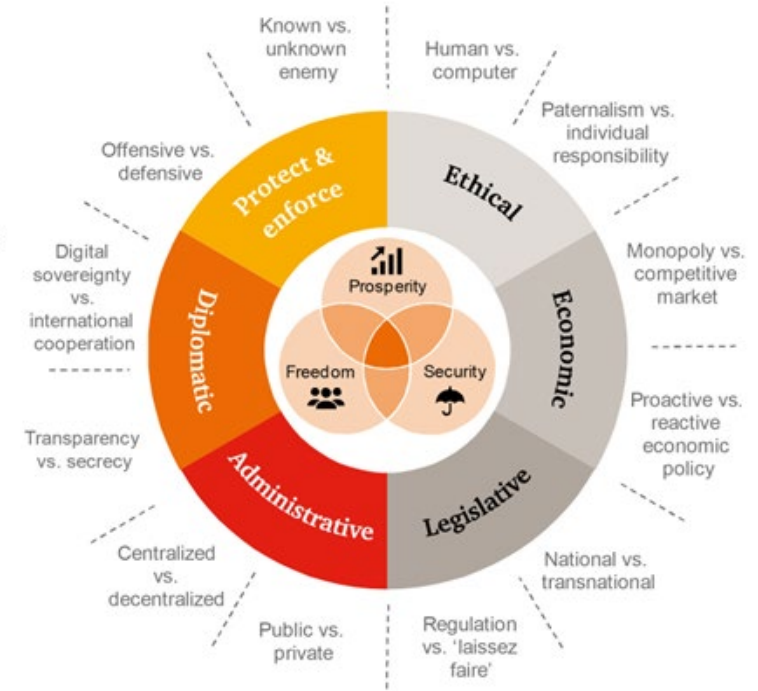 Known vs.
unknown
enemy
Human vs.
computer
Paternalism vs.
individual
responsibility
Offensive vs.
defensive
Protect &
enforce
Ethical
Digital
sovereignty
vs.
international
cooperation
Monopoly vs.
competitive
market
Diplomatic
Economic
Prosperity
Freedom
Security
Transparency
vs. secrecy
Proactive vs.
reactive
economic
policy
Administrative
Legislative
Centralized
vs.
decentralized
National vs.
transnational
Public vs.
private
Regulation
vs. ‘laissez
faire’